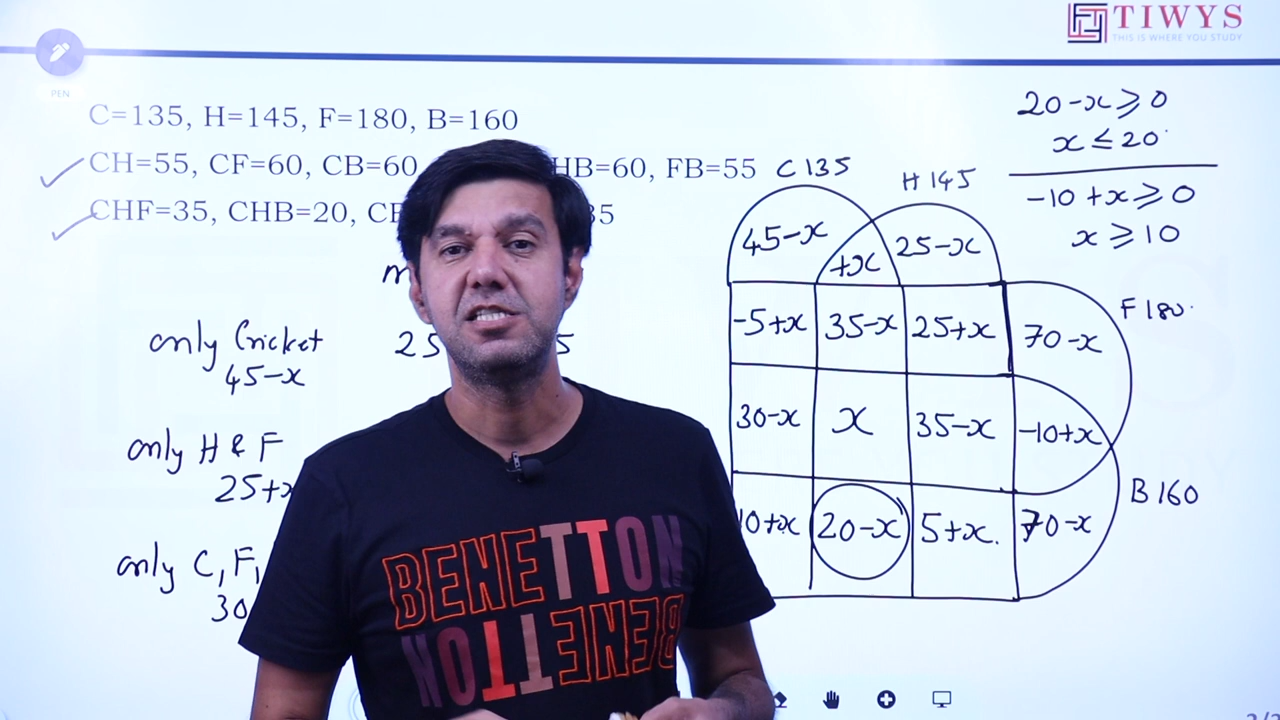 TIWYS
THIS IS WHERE YOU STUDY
PEN
C=135, H=145, F=180, B=160
CH=55, CF=60, CB=60 HB=60, FB=55
CHF=35, CHB=20, 35
only Cricket
45-x
25
5
only H & F
25+x
only C, F,
30
20-x ≥ 0
x ≤ 20
-10 + x ≥ 0
x ≥ 10
C 135
H 145
45-x
+x
25-x
-5+x 35-x 25+x 70-x
F 180
30-x x 35-x -10+x
B 160
10+x 20-x 5+x 70-x
BENETTON
BENETTON